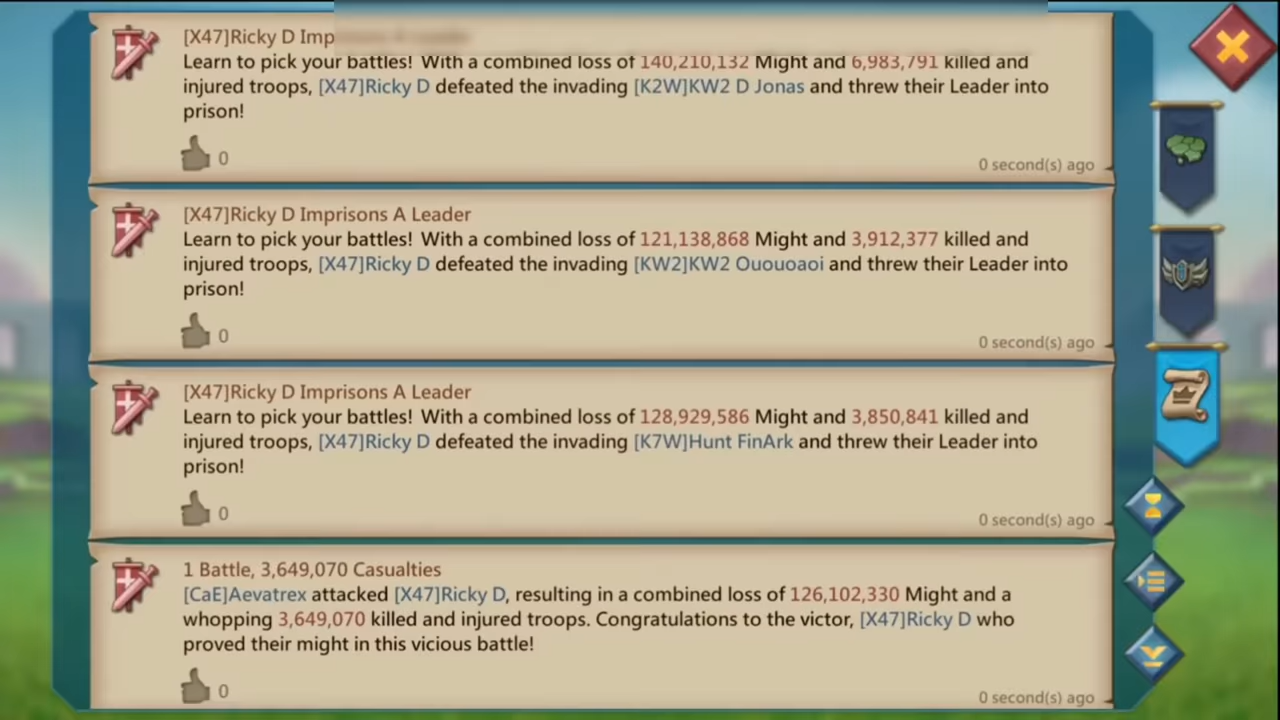 [X47]Ricky D Imp
Learn to pick your battles! With a combined loss of 140,210,132 Might and 6,983,791 killed and
injured troops, [X47]Ricky D defeated the invading [K2W]KW2 D Jonas and threw their Leader into
prison!
0
0 second(s) ago
[X47]Ricky D Imprisons A Leader
Learn to pick your battles! With a combined loss of 121,138,868 Might and 3,912,377 killed and
injured troops, [X47]Ricky D defeated the invading [KW2]KW2 Ououoaoi and threw their Leader into
prison!
0
0 second(s) ago
[X47]Ricky D Imprisons A Leader
Learn to pick your battles! With a combined loss of 128,929,586 Might and 3,850,841 killed and
injured troops, [X47]Ricky D defeated the invading [K7W]Hunt FinArk and threw their Leader into
prison!
0
0 second(s) ago
1 Battle, 3,649,070 Casualties
[CaE]Aevatrex attacked [X47]Ricky D, resulting in a combined loss of 126,102,330 Might and a
whopping 3,649,070 killed and injured troops. Congratulations to the victor, [X47]Ricky D who
proved their might in this vicious battle!
0
0 second(s) ago